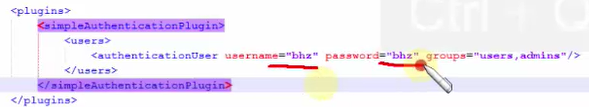 Ctrl + Q
<plugins>
<simpleAuthenticationPlugin>
<users>
<authenticationUser username="bhz" password="bhz" groups="users,admins"/>
</users>
</simpleAuthenticationPlugin>
</plugins>